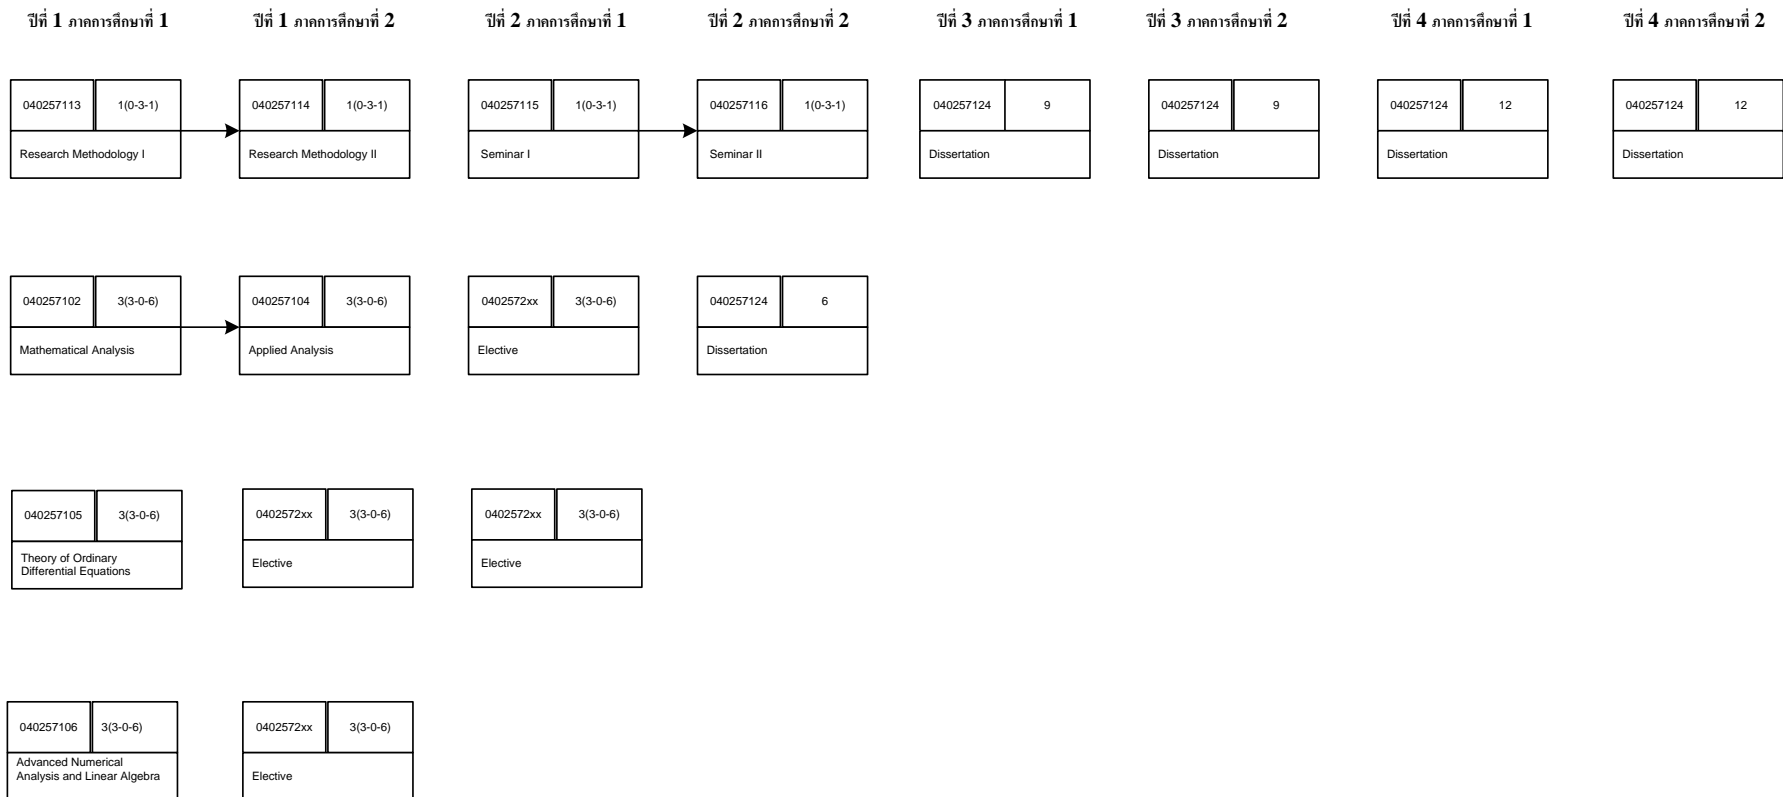 ปีที่ 1 ภาคการศึกษาที่ 1
ปีที่ 1 ภาคการศึกษาที่ 2
ปีที่ 2 ภาคการศึกษาที่ 1
ปีที่ 2 ภาคการศึกษาที่ 2
ปีที่ 3 ภาคการศึกษาที่ 1
ปีที่ 3 ภาคการศึกษาที่ 2
ปีที่ 4 ภาคการศึกษาที่ 1
ปีที่ 4 ภาคการศึกษาที่ 2
040257113 1(0-3-1)
Research Methodology I
040257114 1(0-3-1)
Research Methodology II
040257115 1(0-3-1)
Seminar I
040257116 1(0-3-1)
Seminar II
040257124 9
Dissertation
040257124 9
Dissertation
040257124 12
Dissertation
040257124 12
Dissertation
040257102 3(3-0-6)
Mathematical Analysis
040257104 3(3-0-6)
Applied Analysis
0402572xx 3(3-0-6)
Elective
040257124 6
Dissertation
040257105 3(3-0-6)
Theory of Ordinary
Differential Equations
0402572xx 3(3-0-6)
Elective
0402572xx 3(3-0-6)
Elective
040257106 3(3-0-6)
Advanced Numerical
Analysis and Linear Algebra
0402572xx 3(3-0-6)
Elective